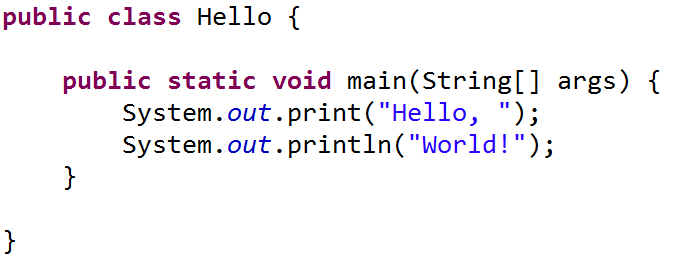 public class Hello {
public static void main(String[] args) {
System.out.print("Hello, ");
System.out.println("World!");
}
}